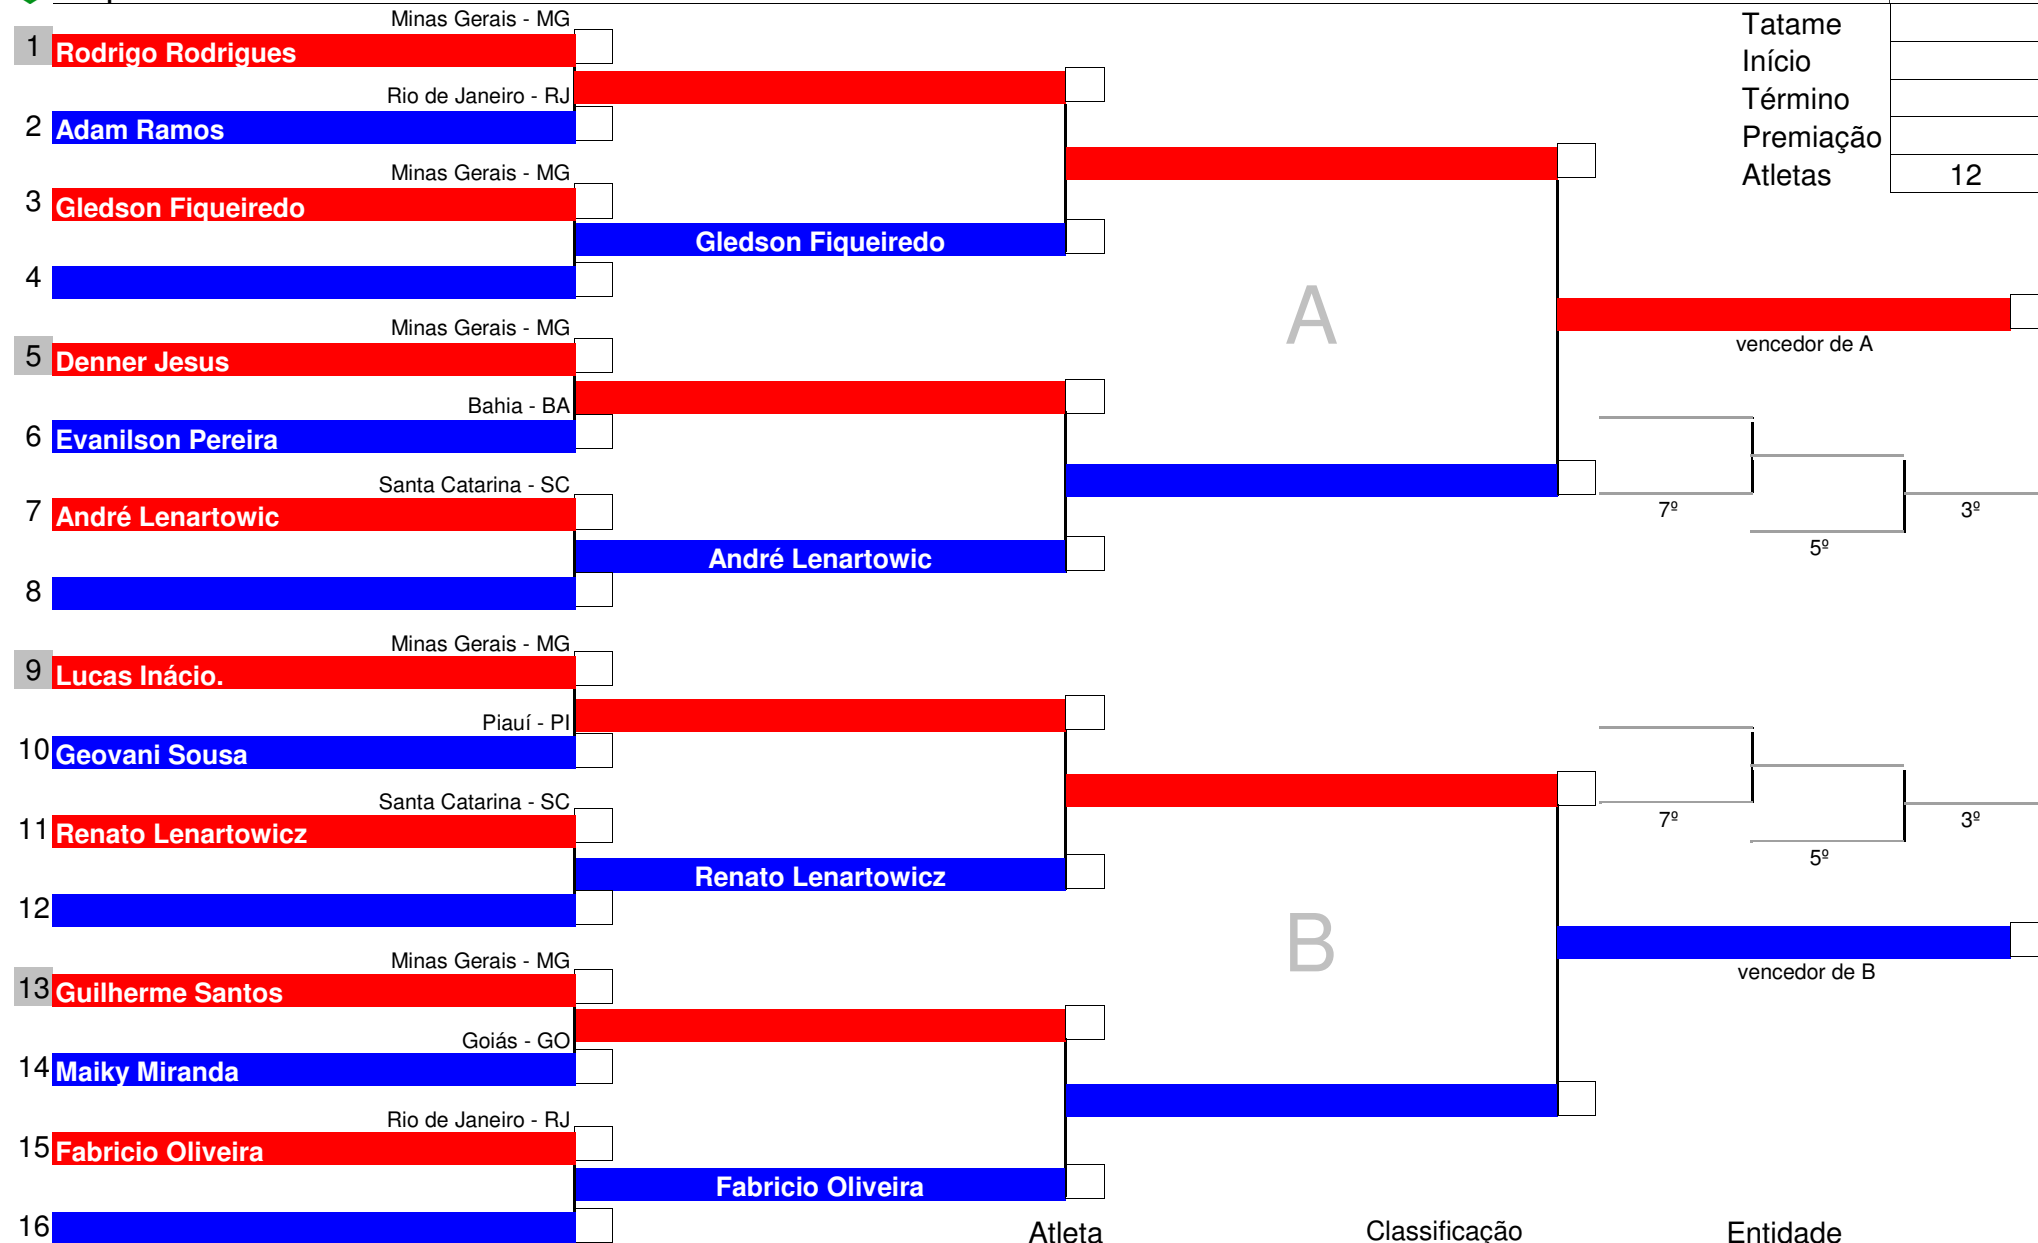 Minas Gerais - MG
Tatame
1 Rodrigo Rodrigues
Início
Rio de Janeiro - RJ
Término
2 Adam Ramos
Premiação
Minas Gerais - MG
Atletas 12
3 Gledson Fiqueiredo
Gledson Fiqueiredo
4
A
Minas Gerais - MG
vencedor de A
5 Denner Jesus
Bahia - BA
6 Evanilson Pereira
Santa Catarina - SC
7º 3º
7 André Lenartowic
5º
André Lenartowic
8
Minas Gerais - MG
9 Lucas Inácio.
Piauí - PI
10 Geovani Sousa
Santa Catarina - SC
7º 3º
11 Renato Lenartowicz
5º
Renato Lenartowicz
12
B
Minas Gerais - MG
vencedor de B
13 Guilherme Santos
Goiás - GO
14 Maiky Miranda
Rio de Janeiro - RJ
15 Fabricio Oliveira
Fabricio Oliveira
16
Atleta Classificação Entidade